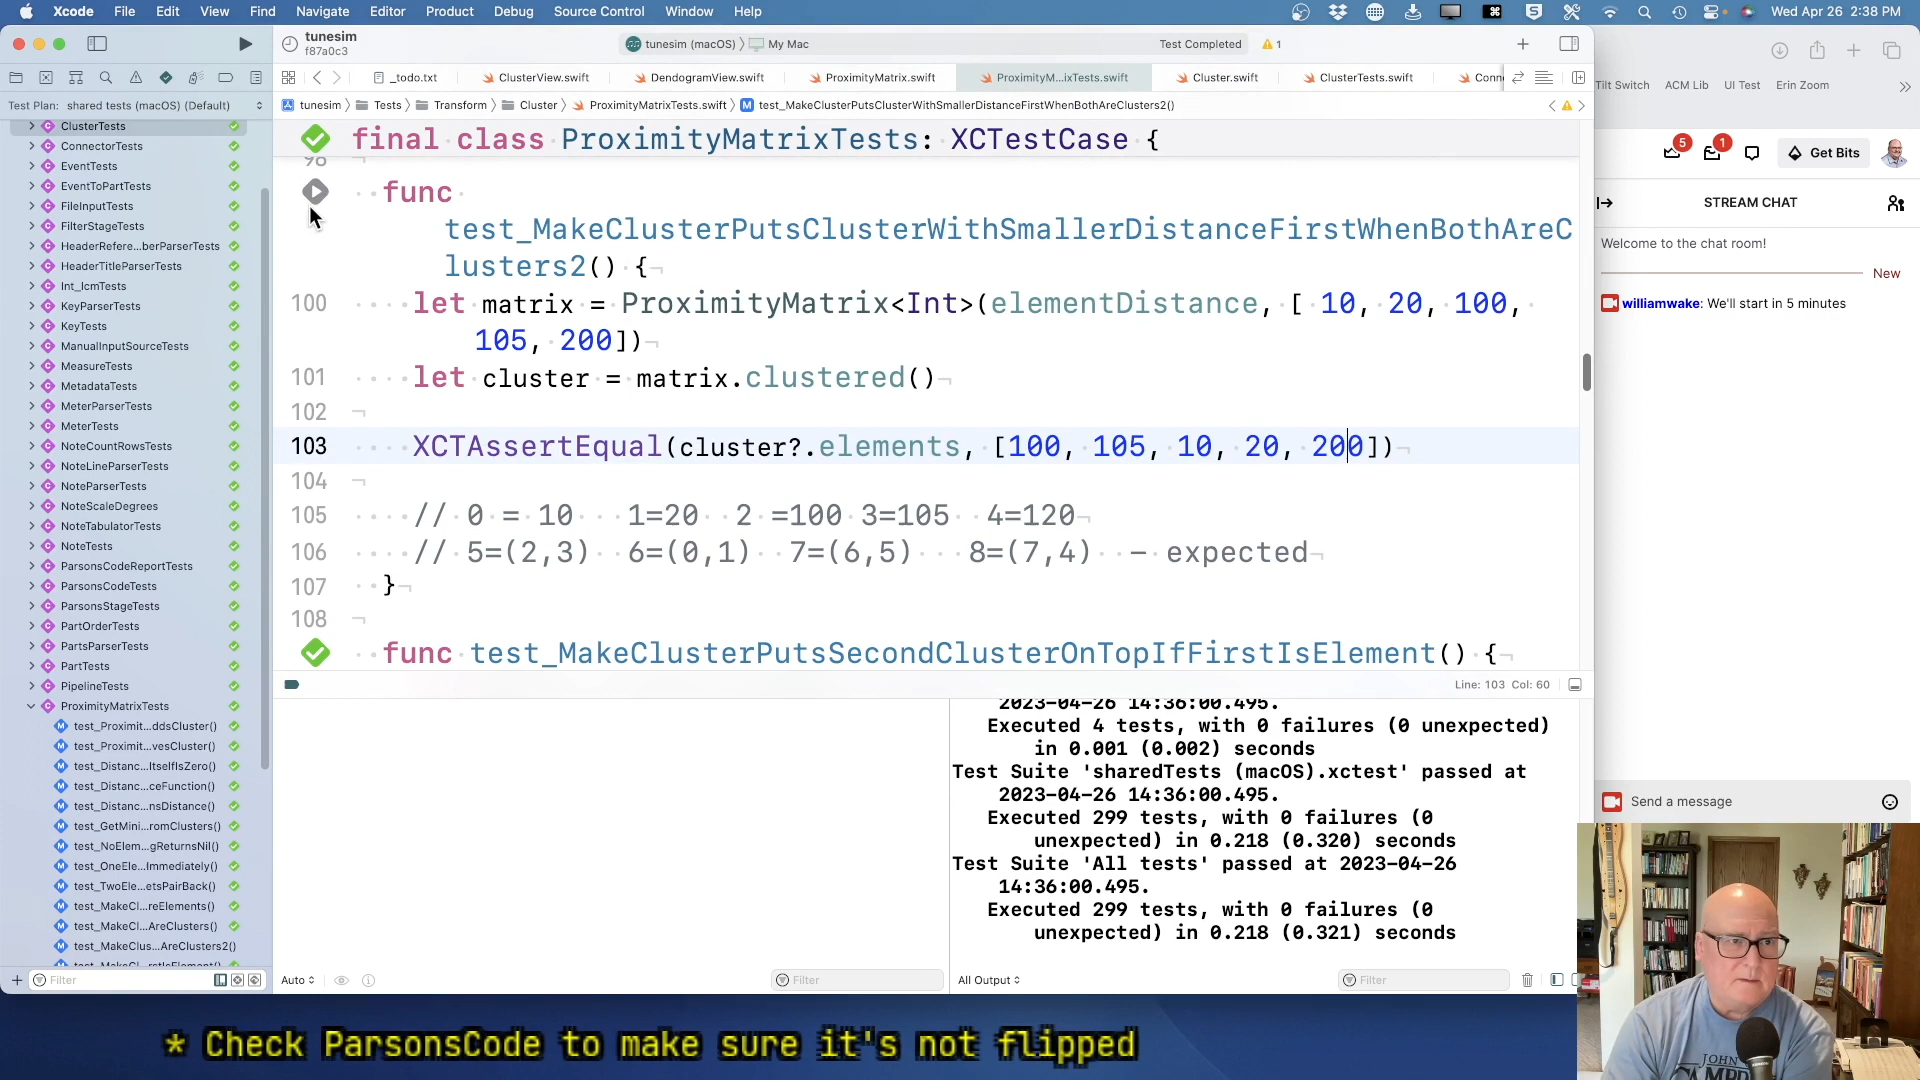 Xcode File Edit View Find Navigate Editor Product Debug Source Control Window Help Wed Apr 26 2:38 PM
tunesim
f87a0c3
tunesim (macOS) My Mac Test Completed 1
_todo.txt ClusterView.swift DendogramView.swift ProximityMatrix.swift ProximityM...ixTests.swift Cluster.swift ClusterTests.swift Conne
Test Plan: shared tests (macOS) (Default)
tunesim Tests Transform Cluster ProximityMatrixTests.swift test_MakeClusterPutsClusterWithSmallerDistanceFirstWhenBothAreClusters2()
ClusterTests
ConnectorTests
EventTests
EventToPartTests
FileInputTests
FilterStageTests
HeaderRefere...berParserTests
HeaderTitleParserTests
Int_lcmTests
KeyParserTests
KeyTests
ManualInputSourceTests
MeasureTests
MetadataTests
MeterParserTests
MeterTests
NoteCountRowsTests
NoteLineParserTests
NoteParserTests
NoteScaleDegrees
NoteTabulatorTests
NoteTests
ParsonsCodeReportTests
ParsonsCodeTests
ParsonsStageTests
PartOrderTests
PartsParserTests
PartTests
PipelineTests
ProximityMatrixTests
test_Proximit...ddsCluster()
test_Proximit...vesCluster()
test_Distanc...ItselfIsZero()
test_Distanc...ceFunction()
test_Distanc...nsDistance()
test_GetMini...romClusters()
test_NoElem...gReturnsNil()
test_OneEle...Immediately()
test_TwoEle...etsPairBack()
test_MakeCl...reElements()
test_MakeCl...AreClusters()
test_MakeClus...AreClusters2()
test_MakeCl...rstIsElement()
Filter
final class ProximityMatrixTests: XCTestCase {
98
func
test_MakeClusterPutsClusterWithSmallerDistanceFirstWhenBothAreC
lusters2() {
100 let matrix = ProximityMatrix<Int>(elementDistance, [ 10, 20, 100,
105, 200])
101 let cluster = matrix.clustered()
102
103 XCTAssertEqual(cluster?.elements, [100, 105, 10, 20, 200])
104
105 // 0 = 10 1=20 2 =100 3=105 4=120
106 // 5=(2,3) 6=(0,1) 7=(6,5) 8=(7,4) - expected
107 }
108
func test_MakeClusterPutsSecondClusterOnTopIfFirstIsElement() {
Line: 103 Col: 60
2023-04-26 14:36:00.495.
Executed 4 tests, with 0 failures (0 unexpected)
in 0.001 (0.002) seconds
Test Suite 'sharedTests (macOS).xctest' passed at
2023-04-26 14:36:00.495.
Executed 299 tests, with 0 failures (0
unexpected) in 0.218 (0.320) seconds
Test Suite 'All tests' passed at 2023-04-26
14:36:00.495.
Executed 299 tests, with 0 failures (0
unexpected) in 0.218 (0.321) seconds
Auto Filter All Output Filter
Tilt Switch ACM Lib UI Test Erin Zoom
5 1 Get Bits
STREAM CHAT
Welcome to the chat room!
New
williamwake: We'll start in 5 minutes
Send a message
JOHN
* Check ParsonsCode to make sure it's not flipped